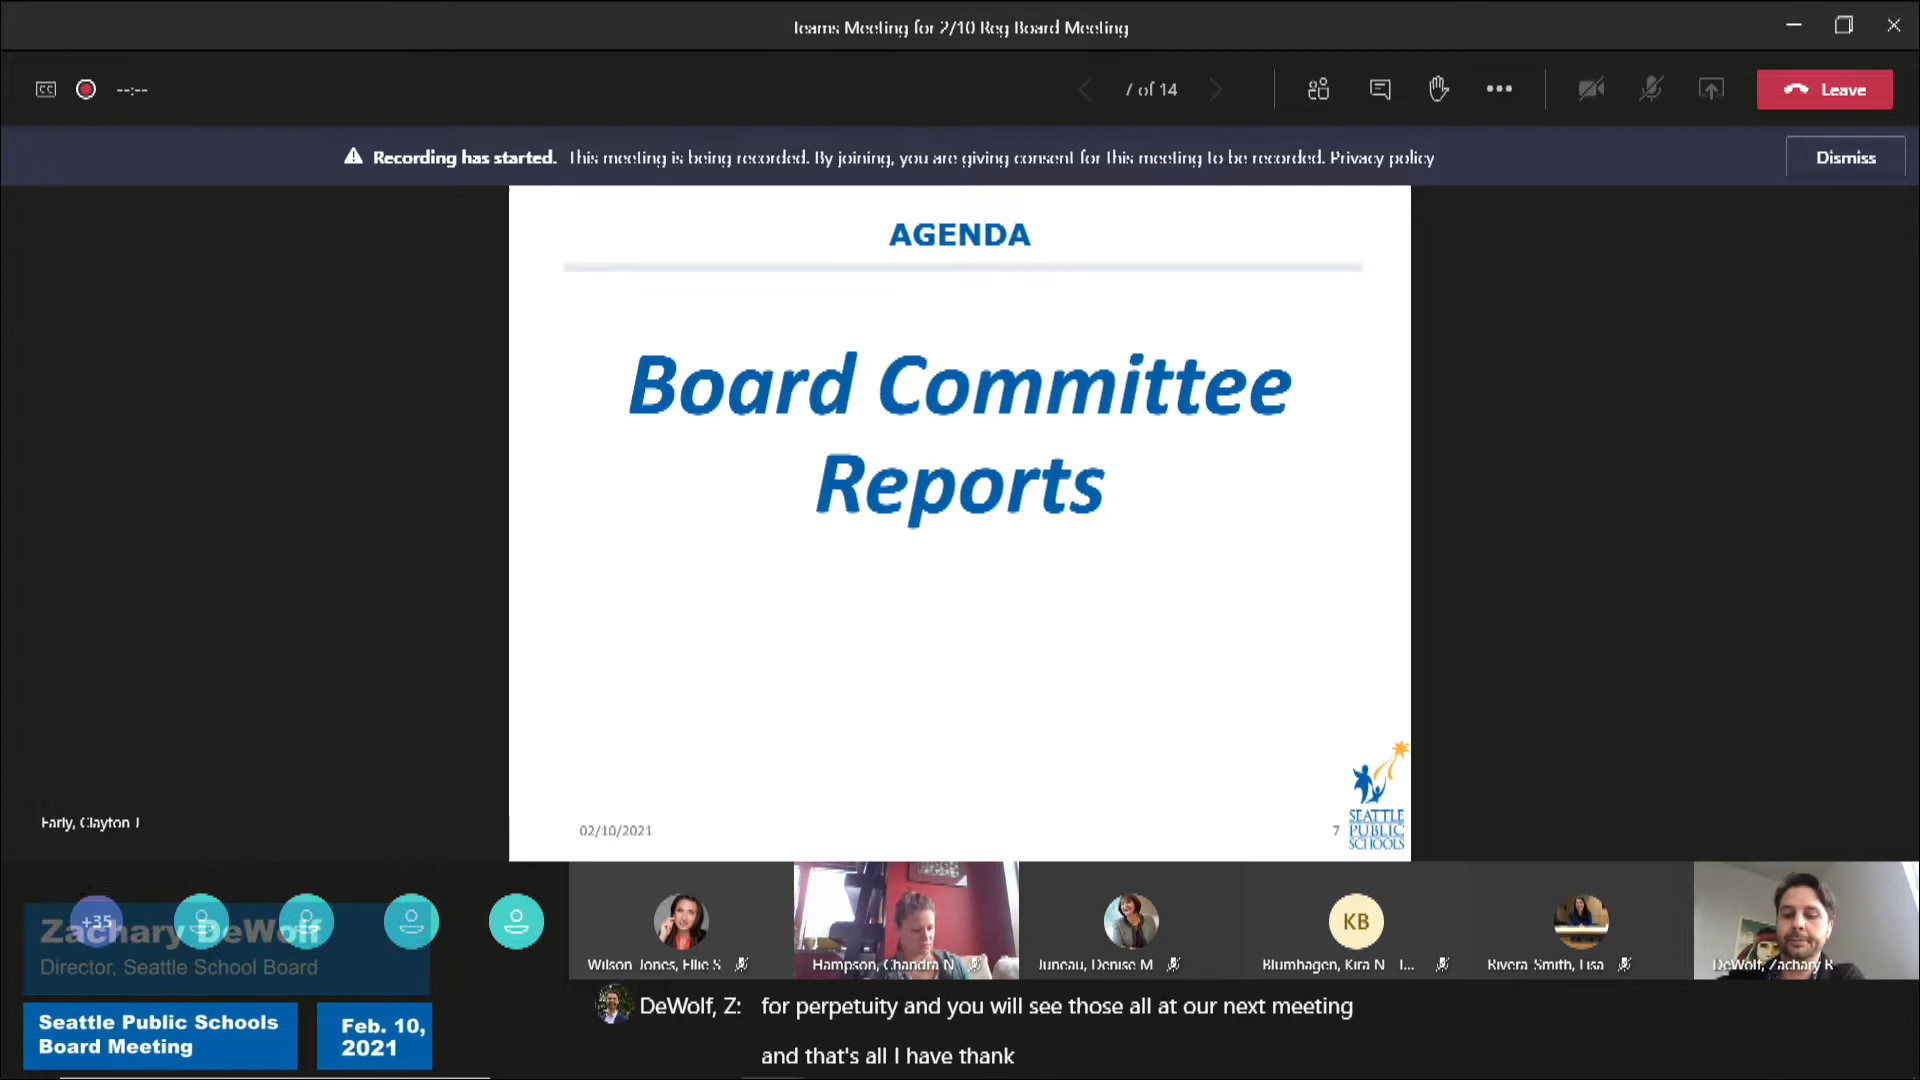 Teams Meeting for 2/10 Reg Board Meeting
CC
--:--
7 of 14
Leave
Recording has started. This meeting is being recorded. By joining, you are giving consent for this meeting to be recorded. Privacy policy
Dismiss
AGENDA
Board Committee
Reports
02/10/2021
7
SEATTLE
PUBLIC
SCHOOLS
Early, Clayton J
+35
Zachary DeWolf
Director, Seattle School Board
Seattle Public Schools
Board Meeting
Feb. 10,
2021
Wilson Jones, Ellie S
Hampson, Chandra N
Juneau, Denise M
KB
Blumhagen, Kira N I...
Rivera Smith, Lisa
DeWolf, Zachary R
DeWolf, Z: for perpetuity and you will see those all at our next meeting
and that's all I have thank